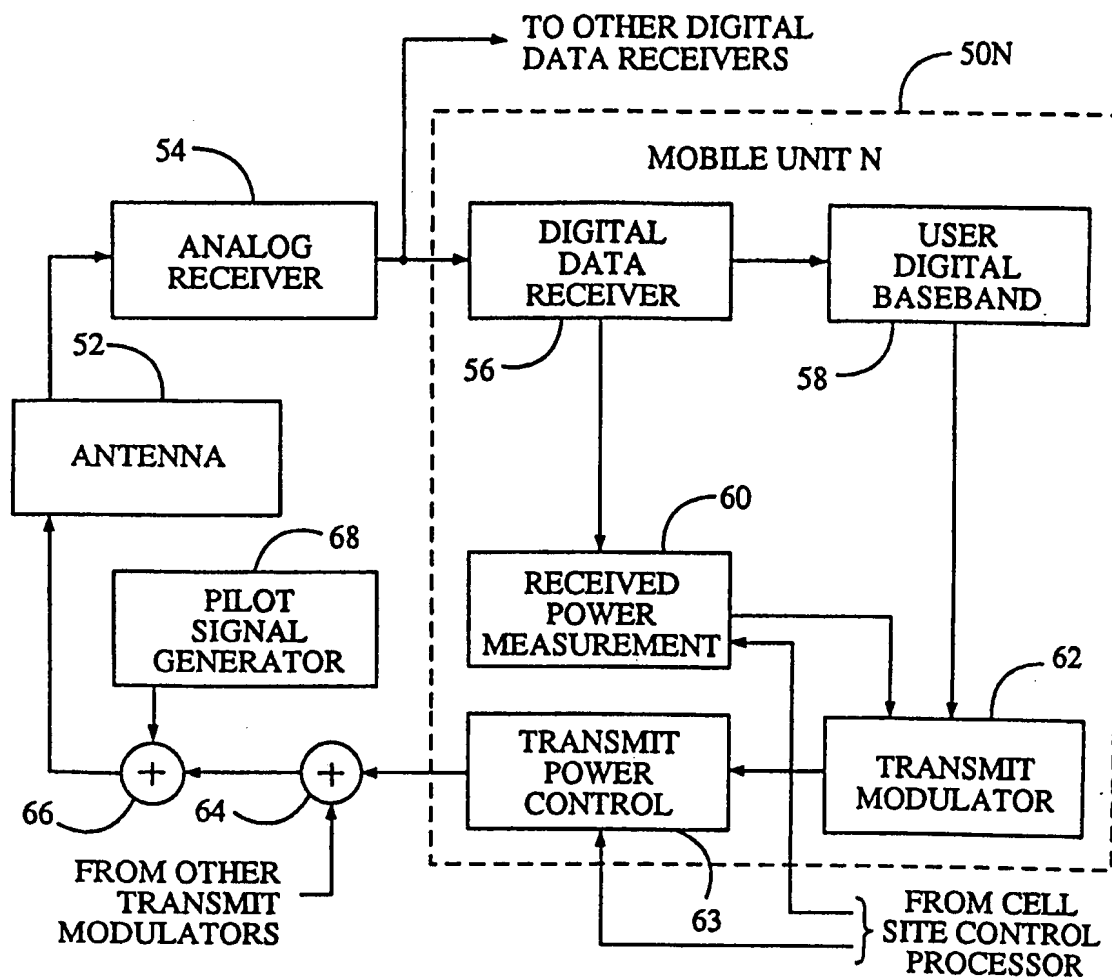 TO OTHER DIGITAL
DATA RECEIVERS
50N
MOBILE UNIT N
54
ANALOG
RECEIVER
DIGITAL
DATA
RECEIVER
USER
DIGITAL
BASEBAND
52
56
58
ANTENNA
60
68
RECEIVED
POWER
MEASUREMENT
PILOT
SIGNAL
GENERATOR
62
TRANSMIT
POWER
CONTROL
TRANSMIT
MODULATOR
+
+
66
64
63
FROM OTHER
TRANSMIT
MODULATORS
FROM CELL
SITE CONTROL
PROCESSOR